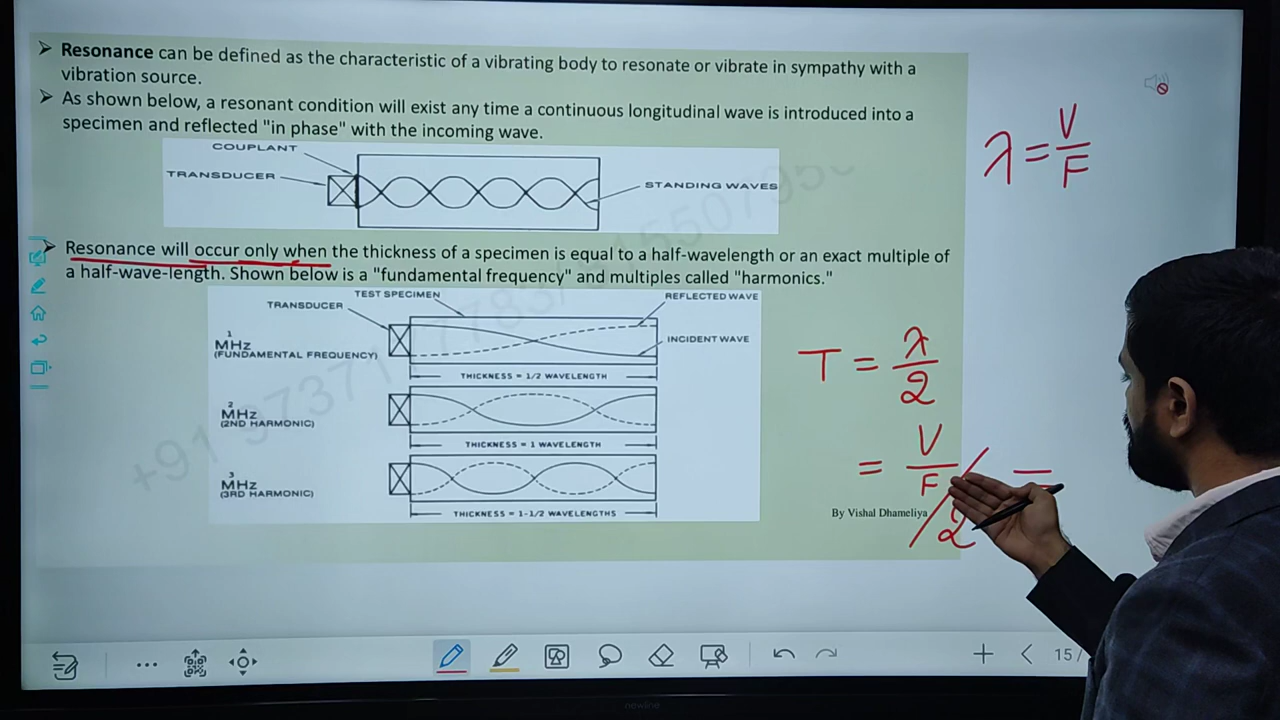 ➤ Resonance can be defined as the characteristic of a vibrating body to resonate or vibrate in sympathy with a
vibration source.
➤ As shown below, a resonant condition will exist any time a continuous longitudinal wave is introduced into a
specimen and reflected "in phase" with the incoming wave.
COUPLANT
TRANSDUCER
STANDING WAVES
λ = V/F
➤ Resonance will occur only when the thickness of a specimen is equal to a half-wavelength or an exact multiple of
a half-wave-length. Shown below is a "fundamental frequency" and multiples called "harmonics."
TEST SPECIMEN
TRANSDUCER
REFLECTED WAVE
INCIDENT WAVE
1
MHz
(FUNDAMENTAL FREQUENCY)
THICKNESS = 1/2 WAVELENGTH
2
MHz
(2ND HARMONIC)
THICKNESS = 1 WAVELENGTH
3
MHz
(3RD HARMONIC)
THICKNESS = 1-1/2 WAVELENGTHS
T = λ/2
= V/F / 2 =
By Vishal Dhameliya
15/
newline